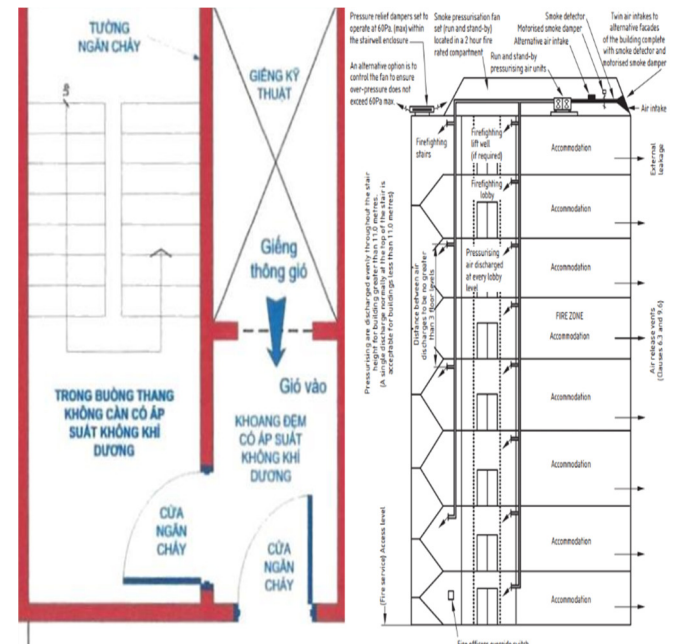 TƯỜNG
NGĂN CHÁY
GIẾNG KỸ
THUẬT
Giếng
thông gió
Gió vào
TRONG BUỒNG THANG
KHÔNG CẦN CÓ ÁP
SUẤT KHÔNG KHÍ
DƯƠNG
KHOANG ĐỆM
CÓ ÁP SUẤT
KHÔNG KHÍ
DƯƠNG
CỬA
NGĂN
CHÁY
CỬA
NGĂN
CHÁY
Pressure relief dampers set to
operate at 60Pa. (max) within
the stairwell enclosure
An alternative option is to
control the fan to ensure
over-pressure does not
exceed 60Pa max.
Smoke pressurisation fan
set (run and stand-by)
located in a 2 hour fire
rated compartment
Smoke detector
Motorised smoke damper
Alternative air intake
Run and stand-by
pressurising air units
Twin air intakes to
alternative facades
of the building complete
with smoke detector and
motorised smoke damper
Air intake
Firefighting
stairs
Firefighting
lift well
(if required)
Firefighting
lobby
Pressurising
air discharged
at every lobby
level
Accommodation
Accommodation
Accommodation
FIRE ZONE
Accommodation
Accommodation
Accommodation
Accommodation
Accommodation
External
leakage
Air release vents
(Clauses 6.3 and 9.6)
Pressurising are discharged evenly throughout the stair
height for building greater than 11.0 metres.
(A single discharge normally at the top of the stair is
acceptable for buildings less than 11.0 metres)
Distance between air
discharges to be no greater
than 3 floor levels
(Fire service) Access level